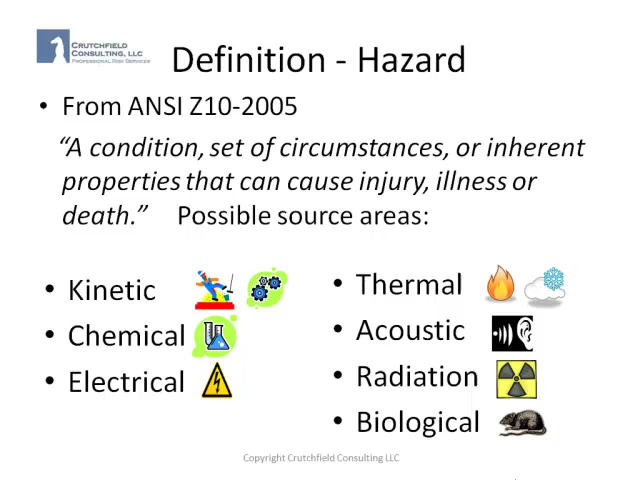 CRUTCHFIELD
CONSULTING, LLC
PROFESSIONAL RISK SERVICES
Definition - Hazard
• From ANSI Z10-2005
“A condition, set of circumstances, or inherent
properties that can cause injury, illness or
death.” Possible source areas:
• Kinetic
• Chemical
• Electrical
• Thermal
• Acoustic
• Radiation
• Biological
Copyright Crutchfield Consulting LLC